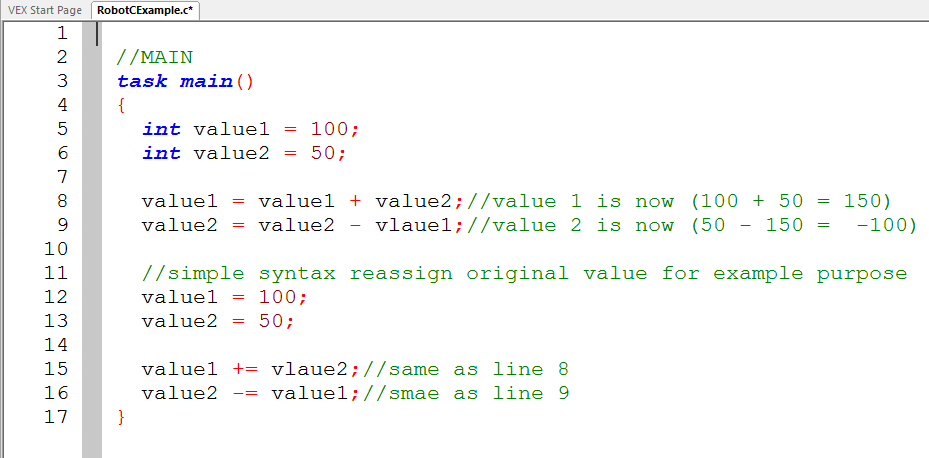 VEX Start Page RobotCExample.c*
1
2 //MAIN
3 task main()
4 {
5 int value1 = 100;
6 int value2 = 50;
7
8 value1 = value1 + value2;//value 1 is now (100 + 50 = 150)
9 value2 = value2 - vlaue1;//value 2 is now (50 - 150 = -100)
10
11 //simple syntax reassign original value for example purpose
12 value1 = 100;
13 value2 = 50;
14
15 value1 += vlaue2;//same as line 8
16 value2 -= value1;//smae as line 9
17 }